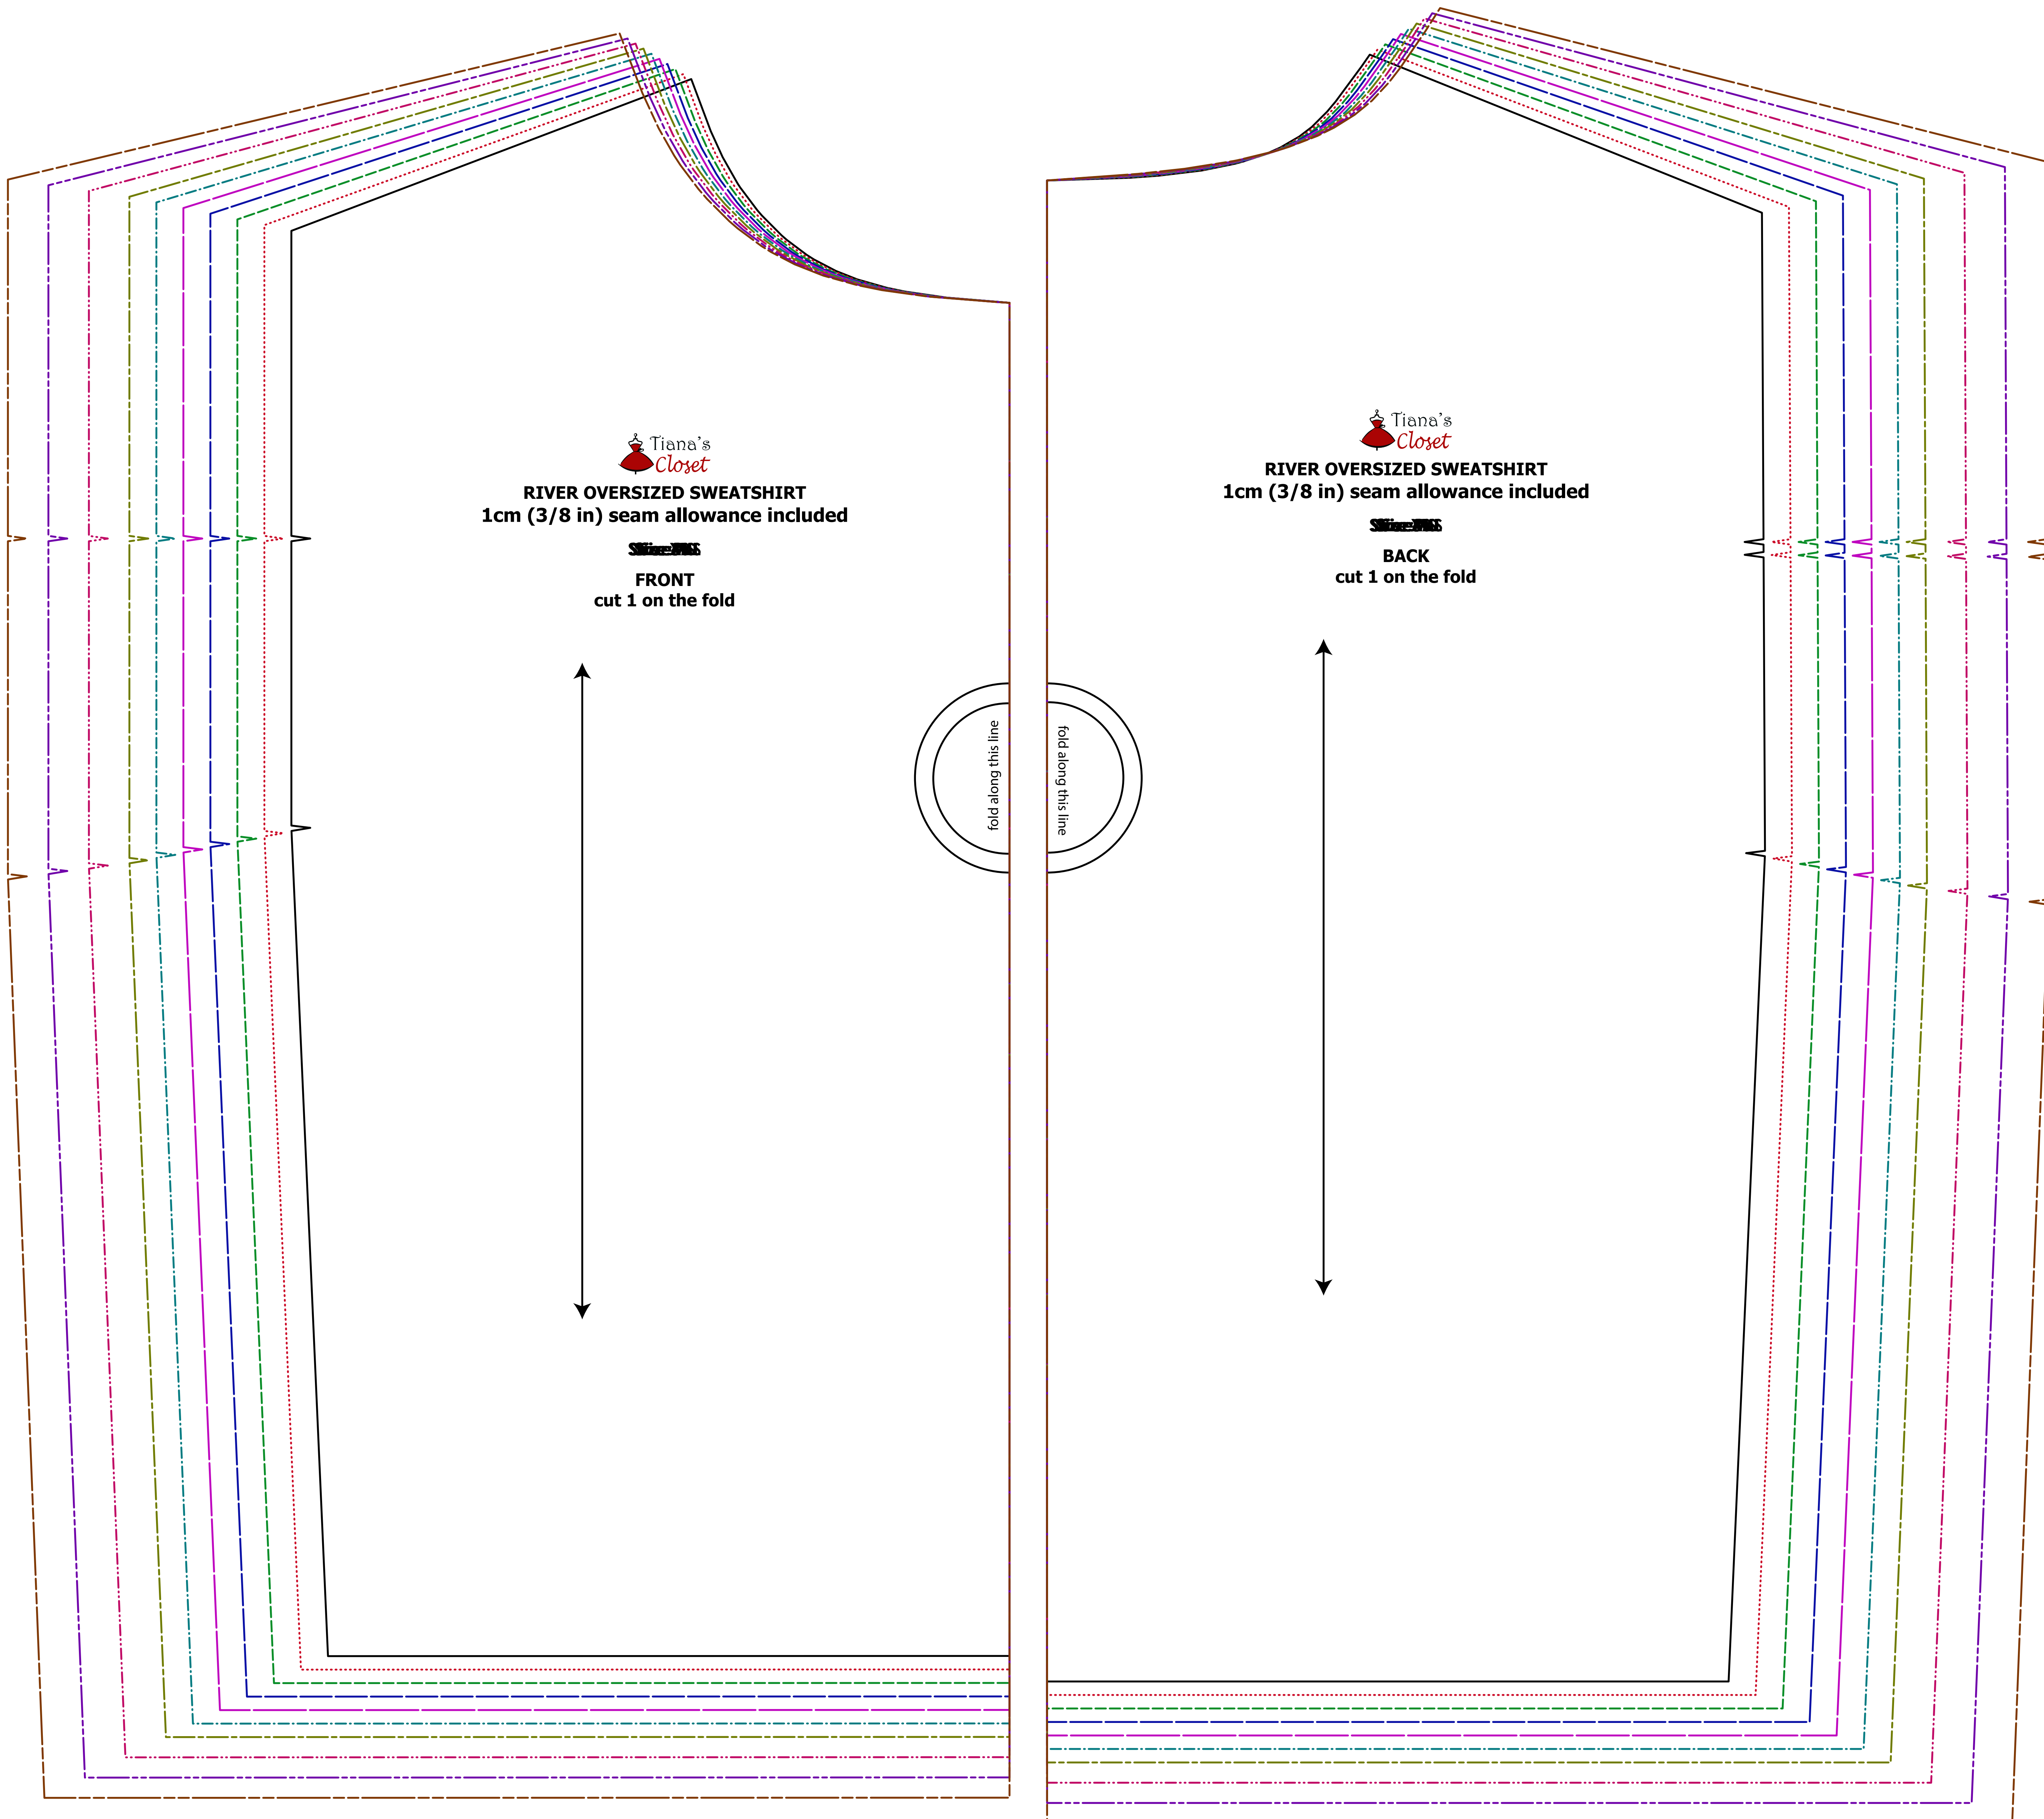 Tiana's
Closet
RIVER OVERSIZED SWEATSHIRT
1cm (3/8 in) seam allowance included
FRONT
cut 1 on the fold
fold along this line
Tiana's
Closet
RIVER OVERSIZED SWEATSHIRT
1cm (3/8 in) seam allowance included
BACK
cut 1 on the fold
fold along this line